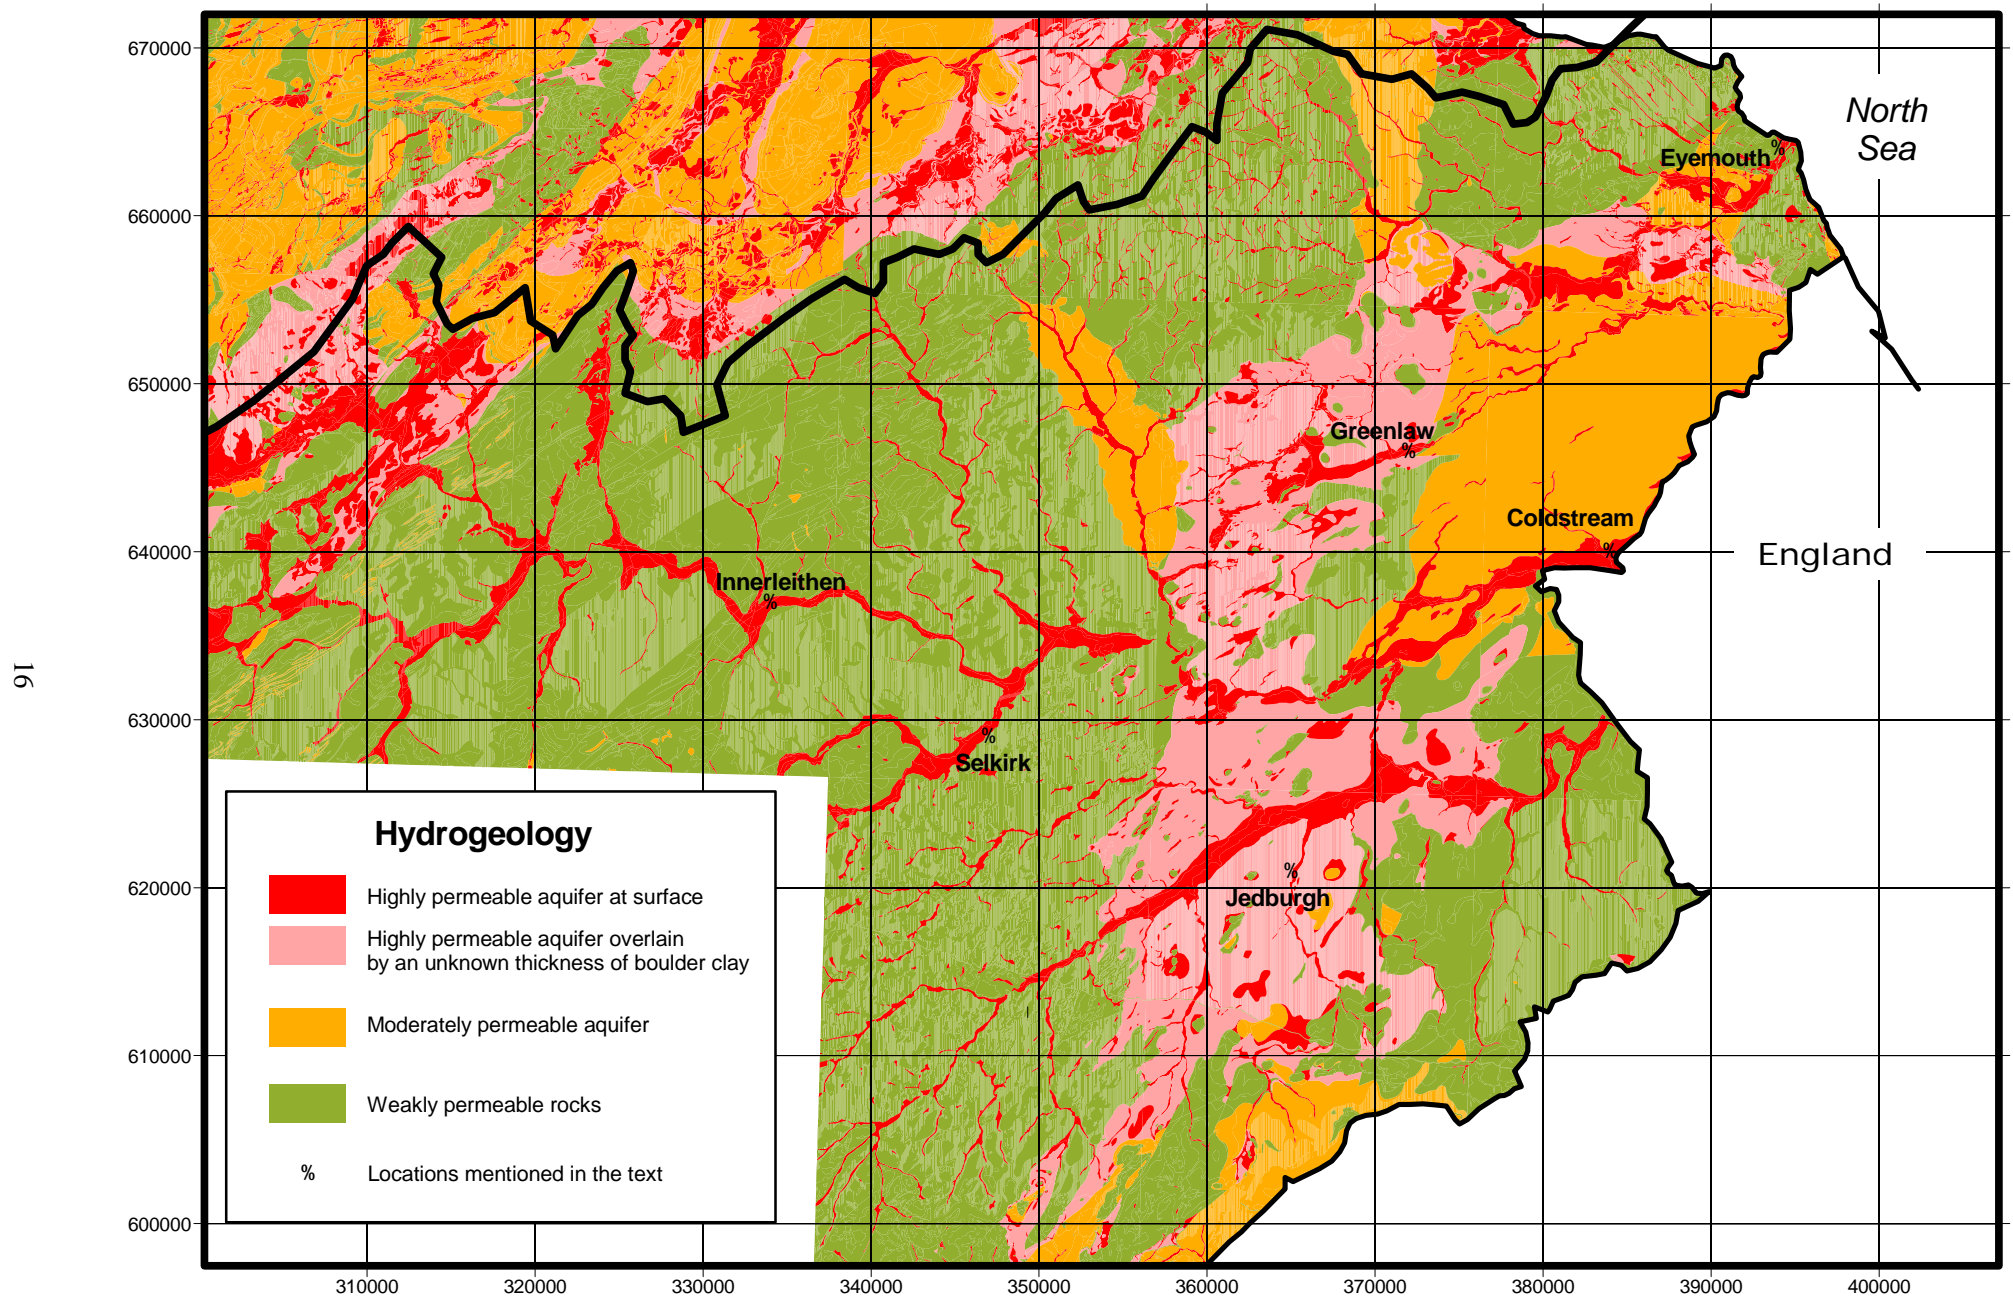 670000
660000
650000
640000
630000
620000
610000
600000
North
Sea
Eyemouth
%
Greenlaw
%
Coldstream
%
England
Innerleithen
%
%
Selkirk
%
Jedburgh
16
Hydrogeology
Highly permeable aquifer at surface
Highly permeable aquifer overlain
by an unknown thickness of boulder clay
Moderately permeable aquifer
Weakly permeable rocks
% Locations mentioned in the text
310000 320000 330000 340000 350000 360000 370000 380000 390000 400000